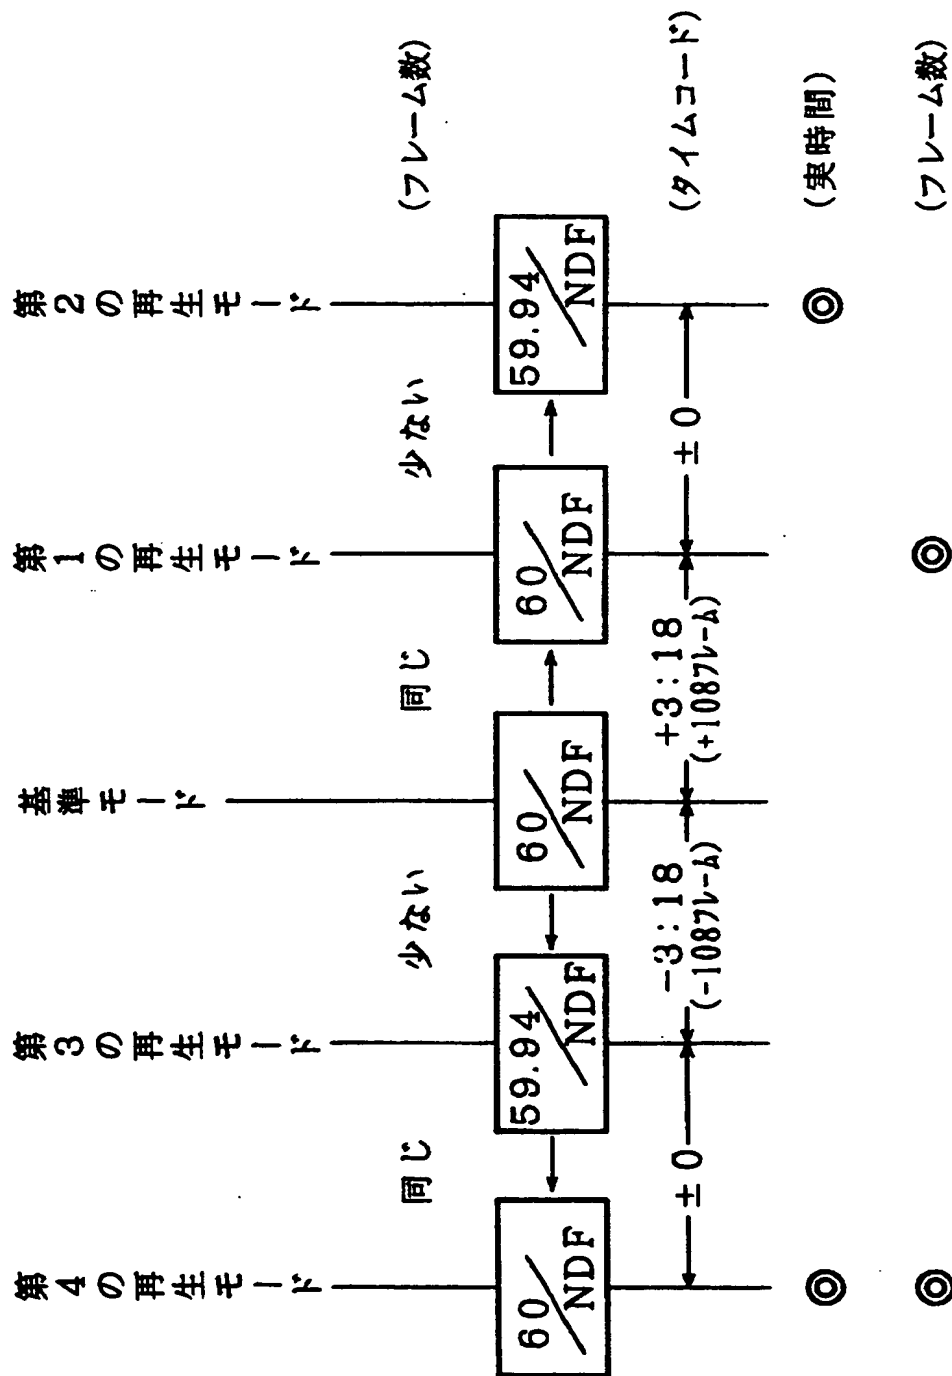 第4の再生モード
第3の再生モード
基準モード
第1の再生モード
第2の再生モード
同じ
少ない
同じ
少ない
(フレーム数)
60/NDF
59.94/NDF
60/NDF
60/NDF
59.94/NDF
±0
-3:18
(-108フレーム)
+3:18
(+108フレーム)
±0
(タイムコード)
◎ ◎ (実時間)
◎ ◎ (フレーム数)